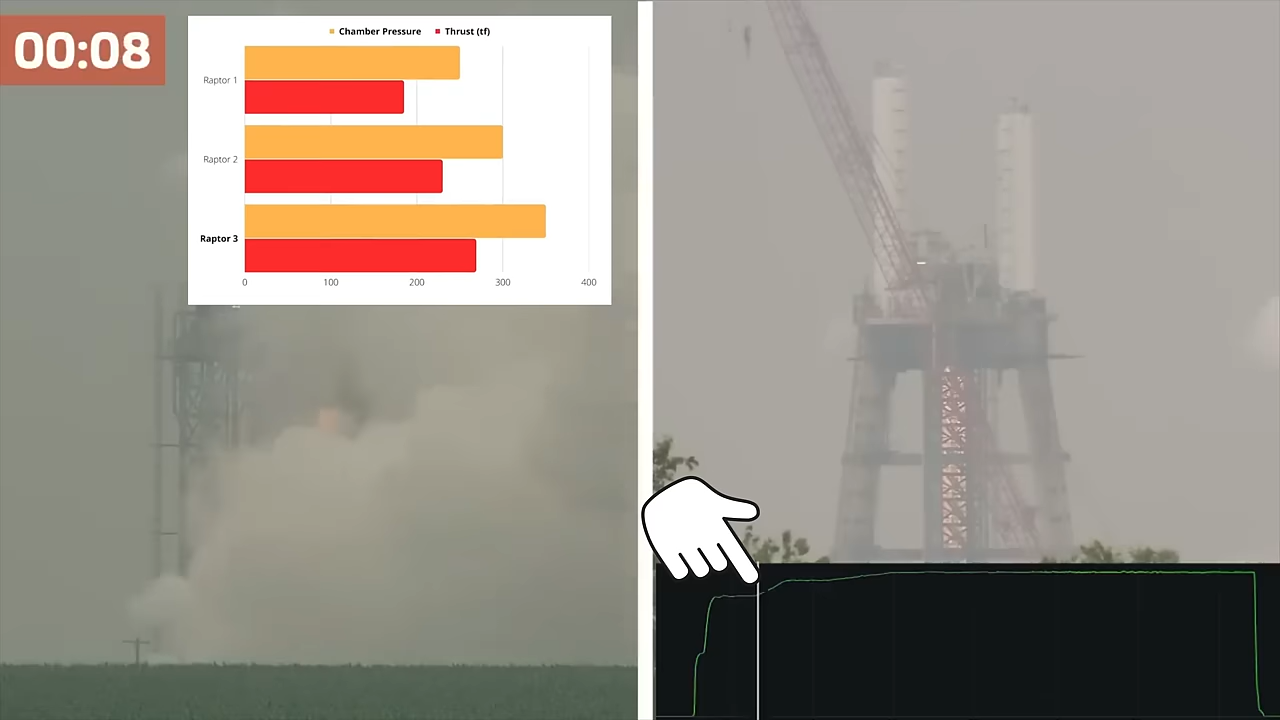 00:08
Chamber Pressure Thrust (tf)
Raptor 1
Raptor 2
Raptor 3
0 100 200 300 400